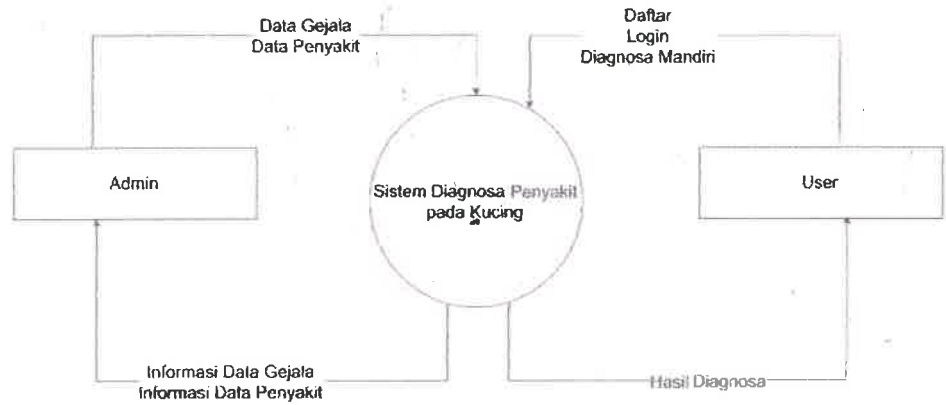 Data Gejala
Data Penyakit
Daftar
Login
Diagnosa Mandiri
Admin
Sistem Diagnosa Penyakit
pada Kucing
User
Informasi Data Gejala
Informasi Data Penyakit
Hasil Diagnosa